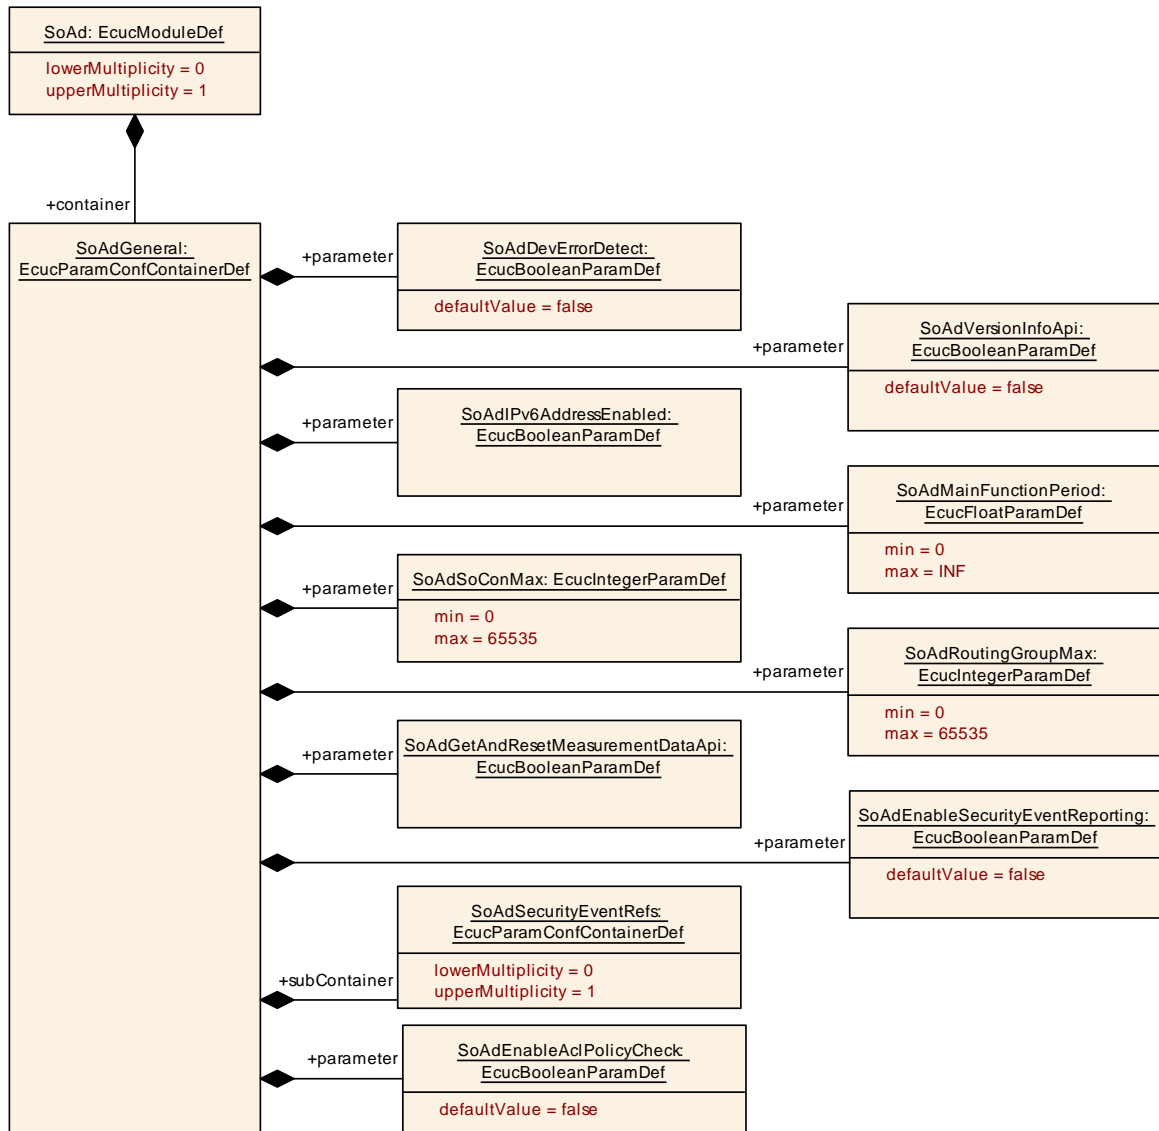 SoAd: EcucModuleDef
lowerMultiplicity = 0
upperMultiplicity = 1
+container
SoAdGeneral:
EcucParamConfContainerDef
+parameter
SoAdDevErrorDetect:
EcucBooleanParamDef
defaultValue = false
+parameter
SoAdVersionInfoApi:
EcucBooleanParamDef
defaultValue = false
+parameter
SoAdIPv6AddressEnabled:
EcucBooleanParamDef
+parameter
SoAdMainFunctionPeriod:
EcucFloatParamDef
min = 0
max = INF
+parameter
SoAdSoConMax: EcucIntegerParamDef
min = 0
max = 65535
+parameter
SoAdRoutingGroupMax:
EcucIntegerParamDef
min = 0
max = 65535
+parameter
SoAdGetAndResetMeasurementDataApi:
EcucBooleanParamDef
+parameter
SoAdEnableSecurityEventReporting:
EcucBooleanParamDef
defaultValue = false
+subContainer
SoAdSecurityEventRefs:
EcucParamConfContainerDef
lowerMultiplicity = 0
upperMultiplicity = 1
+parameter
SoAdEnableAclPolicyCheck:
EcucBooleanParamDef
defaultValue = false